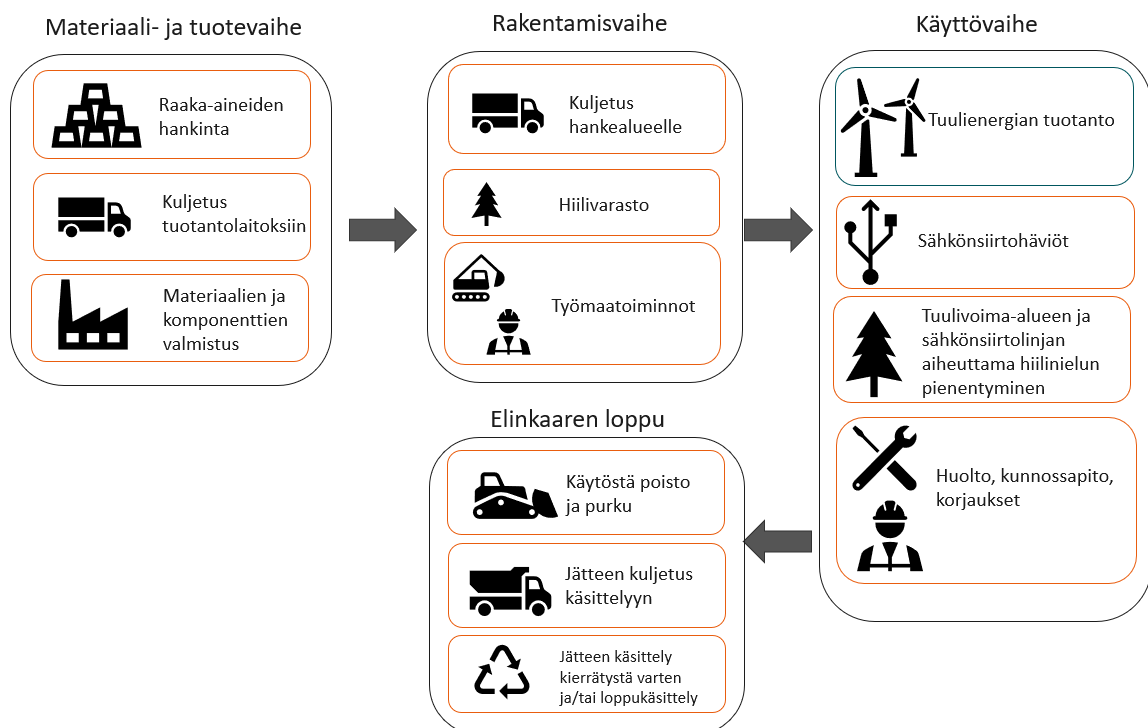 Materiaali- ja tuotevaihe
Raaka-aineiden
hankinta
Kuljetus
tuotantolaitoksiin
Materiaalien ja
komponenttien
valmistus
Rakentamisvaihe
Kuljetus
hankealueelle
Hiilivarasto
Työmaatoiminnot
Käyttövaihe
Tuulienergian tuotanto
Sähkönsiirtohäviöt
Tuulivoima-alueen ja
sähkönsiirtolinjan
aiheuttama hiilinielun
pienentyminen
Huolto, kunnossapito,
korjaukset
Elinkaaren loppu
Käytöstä poisto
ja purku
Jätteen kuljetus
käsittelyyn
Jätteen käsittely
kierrätystä varten
ja/tai loppukäsittely